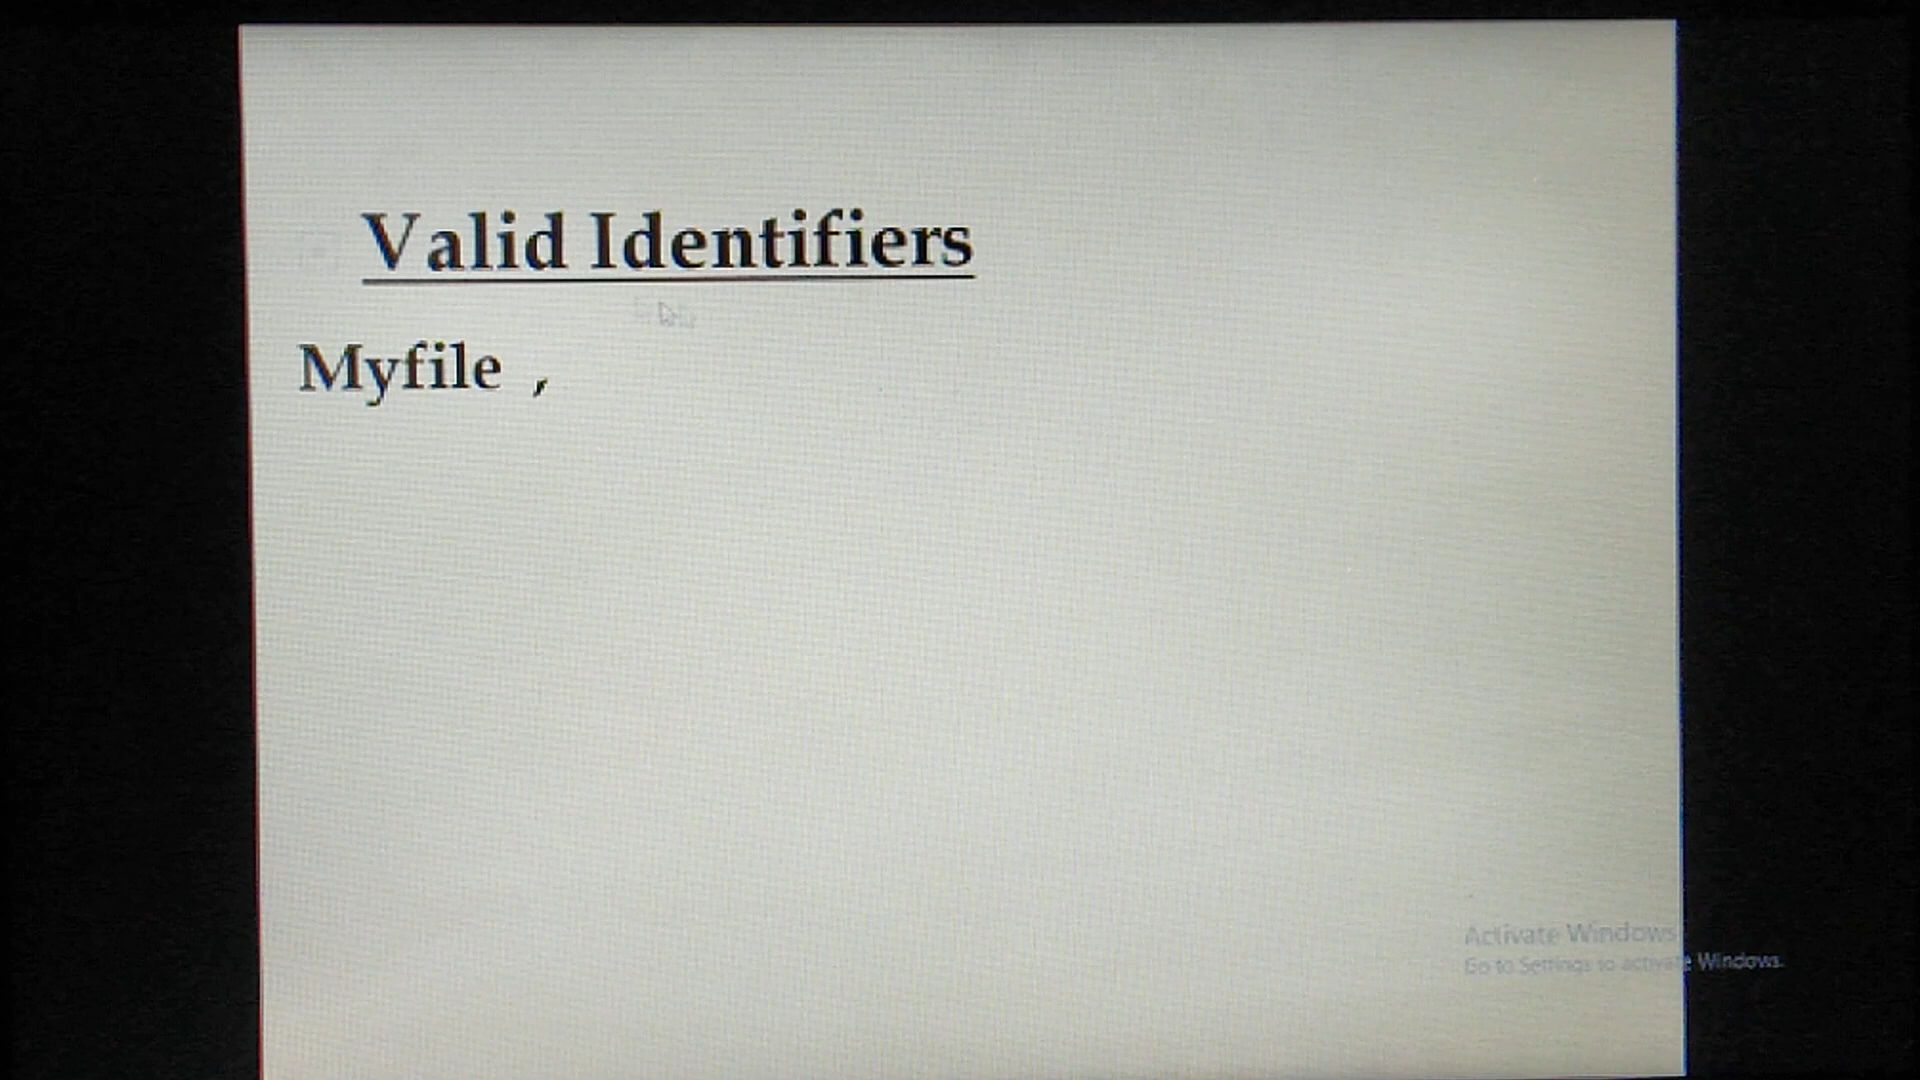 Valid Identifiers
Myfile ,
Activate Windows
Go to Settings to activate Windows.